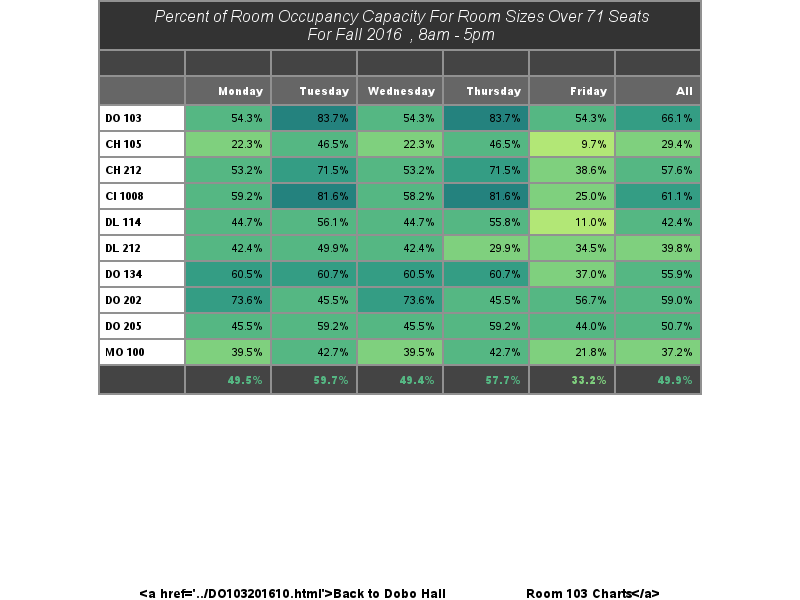 Percent of Room Occupancy Capacity For Room Sizes Over 71 Seats
For Fall 2016 , 8am - 5pm
Monday Tuesday Wednesday Thursday Friday All
DO 103 54.3% 83.7% 54.3% 83.7% 54.3% 66.1%
CH 105 22.3% 46.5% 22.3% 46.5% 9.7% 29.4%
CH 212 53.2% 71.5% 53.2% 71.5% 38.6% 57.6%
CI 1008 59.2% 81.6% 58.2% 81.6% 25.0% 61.1%
DL 114 44.7% 56.1% 44.7% 55.8% 11.0% 42.4%
DL 212 42.4% 49.9% 42.4% 29.9% 34.5% 39.8%
DO 134 60.5% 60.7% 60.5% 60.7% 37.0% 55.9%
DO 202 73.6% 45.5% 73.6% 45.5% 56.7% 59.0%
DO 205 45.5% 59.2% 45.5% 59.2% 44.0% 50.7%
MO 100 39.5% 42.7% 39.5% 42.7% 21.8% 37.2%
49.5% 59.7% 49.4% 57.7% 33.2% 49.9%
<a href='../DO103201610.html'>Back to Dobo Hall Room 103 Charts</a>